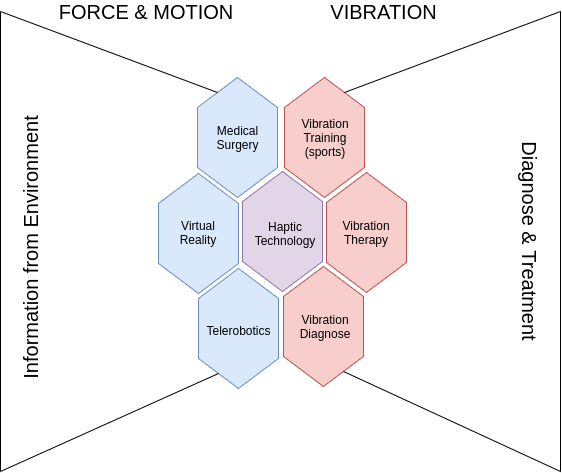 FORCE & MOTION
VIBRATION
Medical
Surgery
Vibration
Training
(sports)
Information from Environment
Virtual
Reality
Haptic
Technology
Vibration
Therapy
Diagnose & Treatment
Telerobotics
Vibration
Diagnose